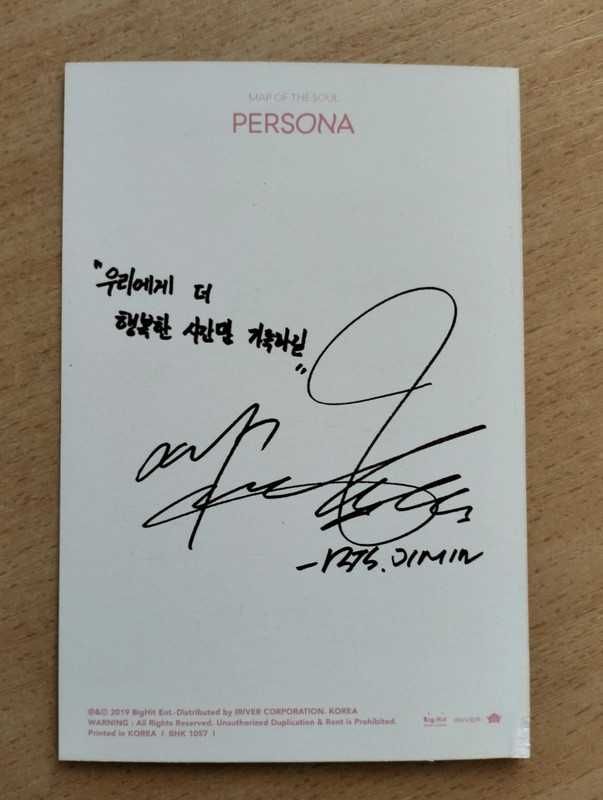 MAP OF THE SOUL
PERSONA
"우리에게 더
행복한 시간만 가득하길"
-BTS. JIMIN
℗&© 2019 BigHit Ent.-Distributed by IRIVER CORPORATION. KOREA
WARNING : All Rights Reserved. Unauthorized Duplication & Rent is Prohibited.
Printed in KOREA I BHK 1057 I
Big Hit